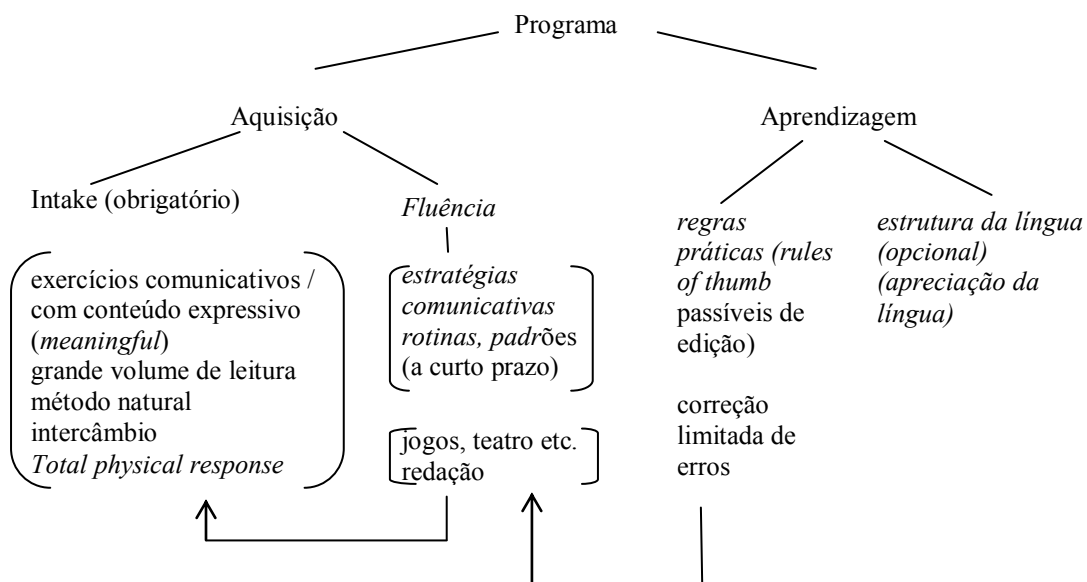 Programa
Aquisição
Aprendizagem
Intake (obrigatório)
exercícios comunicativos /
com conteúdo expressivo
(meaningful)
grande volume de leitura
método natural
intercâmbio
Total physical response
Fluência
estratégias
comunicativas
rotinas, padrões
(a curto prazo)
jogos, teatro etc.
redação
regras
práticas (rules
of thumb
passíveis de
edição)
correção
limitada de
erros
estrutura da língua
(opcional)
(apreciação da
língua)